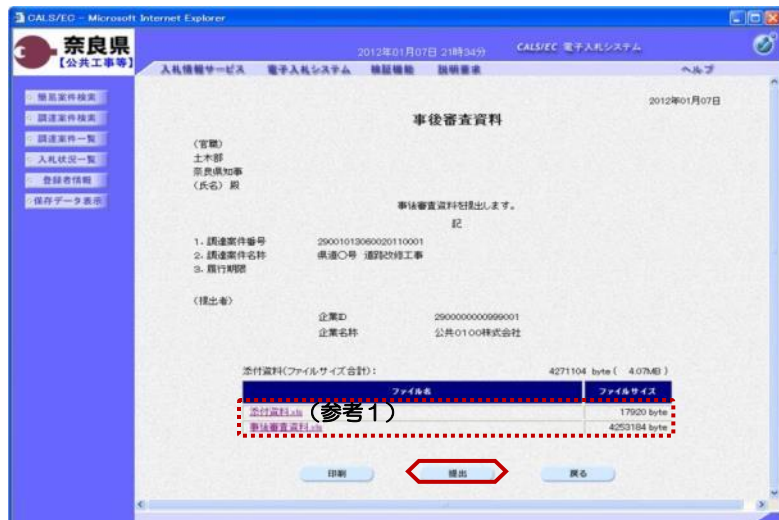 CALS/EC - Microsoft Internet Explorer
奈良県
【公共工事等】
2012年01月07日 21時34分
CALS/EC 電子入札システム
入札情報サービス 電子入札システム 検証機能 説明要求 ヘルプ
簡易案件検索
調達案件検索
調達案件一覧
入札状況一覧
登録者情報
保存データ表示
2012年01月07日
事後審査資料
(官職)
土木部
奈良県知事
(氏名) 殿
事後審査資料を提出します。
記
1. 調達案件番号 29001013060020110001
2. 調達案件名称 県道○号 道路改修工事
3. 履行期限
(提出者)
企業ID 2900000000999001
企業名称 公共0100株式会社
添付資料(ファイルサイズ合計): 4271104 byte ( 4.07MB )
ファイル名 ファイルサイズ
添付資料.xls (参考1) 17920 byte
事後審査資料.xls 4253184 byte
印刷 提出 戻る